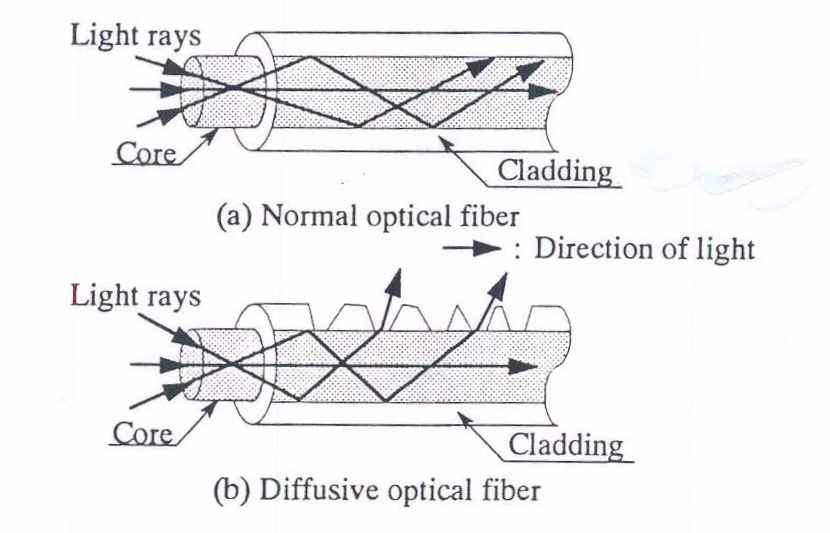 Light rays
Core
Cladding
(a) Normal optical fiber
: Direction of light
Light rays
Core
Cladding
(b) Diffusive optical fiber